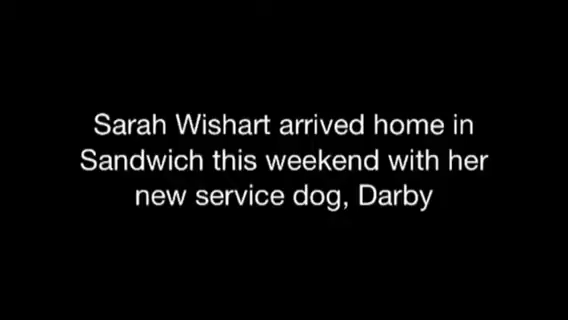 Sarah Wishart arrived home in
Sandwich this weekend with her
new service dog, Darby